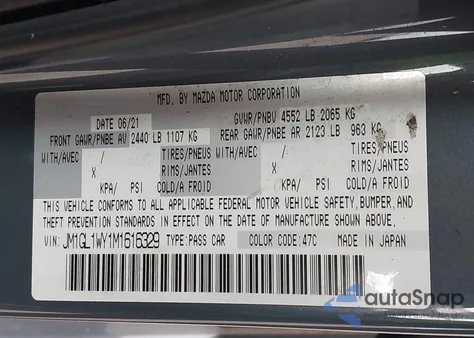 MFD. BY MAZDA MOTOR CORPORATION
DATE 06/21 GVWR/PNBV 4552 LB 2065 KG
FRONT GAWR/PNBE AV 2440 LB 1107 KG REAR GAWR/PNBE AR 2123 LB 963 KG
WITH/AVEC / TIRES/PNEUS WITH/AVEC / TIRES/PNEUS
X RIMS/JANTES X RIMS/JANTES
KPA/ PSI COLD/A FROID KPA/ PSI COLD/A FROID
THIS VEHICLE CONFORMS TO ALL APPLICABLE FEDERAL MOTOR VEHICLE SAFETY, BUMPER, AND
THEFT PREVENTION STANDARDS IN EFFECT ON THE DATE OF MANUFACTURE SHOWN ABOVE.
VIN: JM1GL1WY1M1616329 TYPE: PASS CAR COLOR CODE: 47C MADE IN JAPAN
autaSnap